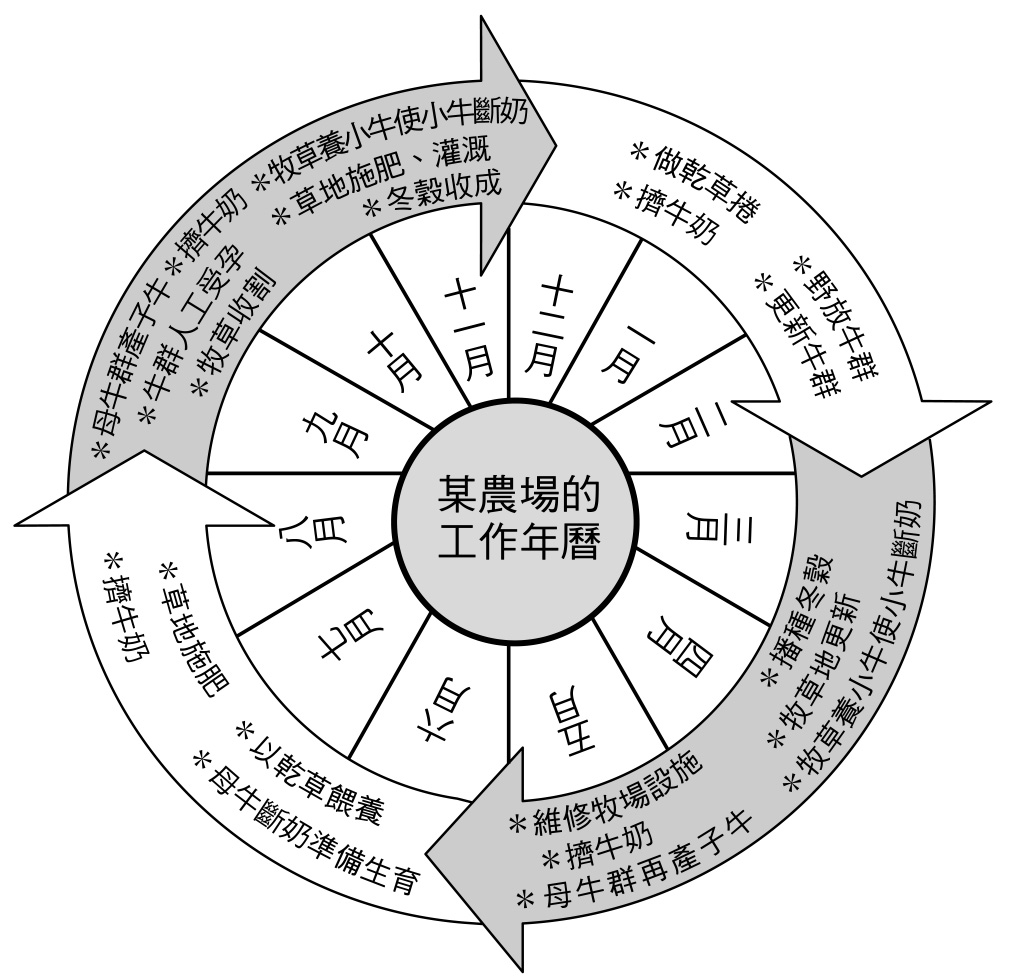 某農場的
工作年曆
一月
二月
三月
四月
五月
六月
七月
八月
九月
十月
十一月
十二月
＊做乾草捲
＊擠牛奶
＊野放牛群
＊更新牛群
＊播種冬穀
＊牧草地更新
＊牧草養小牛使小牛斷奶
＊維修牧場設施
＊擠牛奶
＊母牛群再產子牛
＊以乾草餵養
＊母牛斷奶準備生育
＊草地施肥
＊擠牛奶
＊母牛群產子牛
＊擠牛奶
＊牛群人工受孕
＊牧草收割
＊牧草養小牛使小牛斷奶
＊草地施肥、灌溉
＊冬穀收成